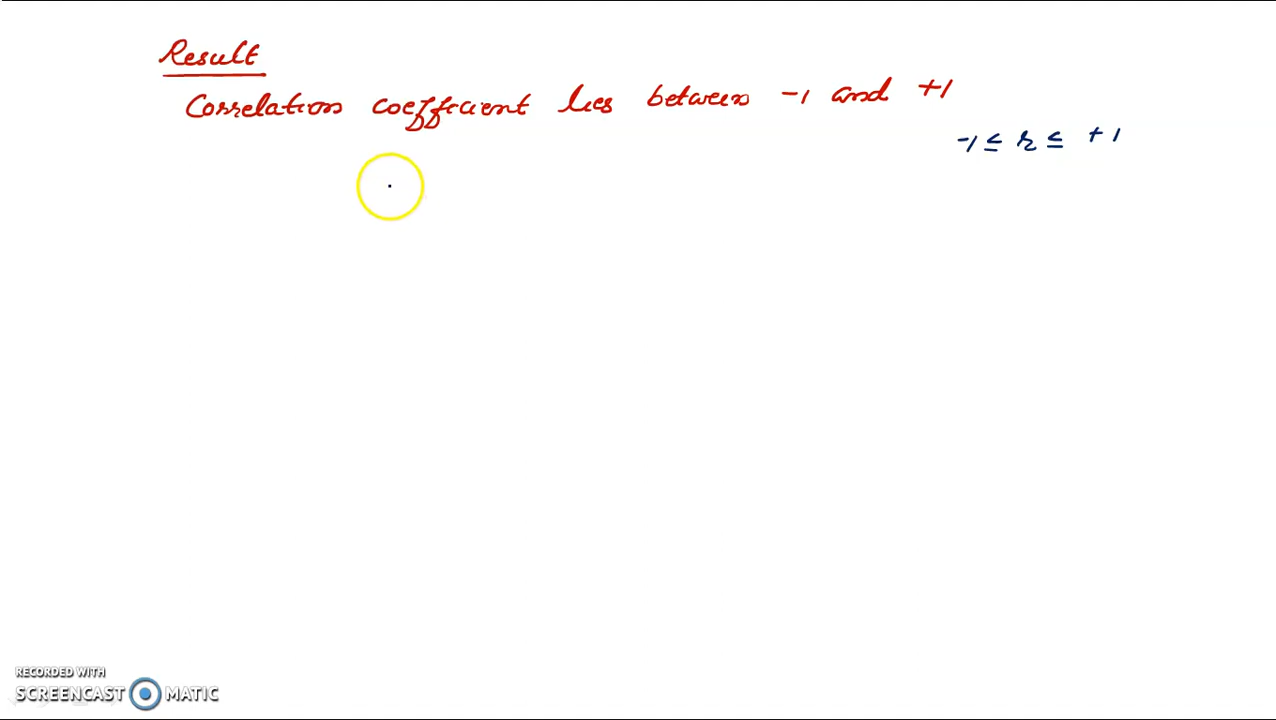 Result
Correlation coefficient lies between -1 and +1
-1 ≤ r ≤ +1
RECORDED WITH
SCREENCAST MATIC